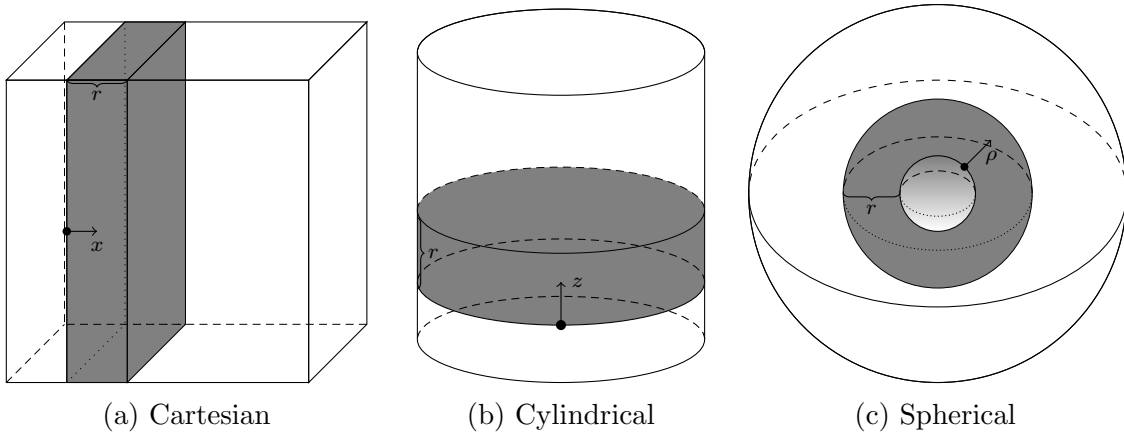 r
x
(a) Cartesian
r
z
(b) Cylindrical
r
ρ
(c) Spherical